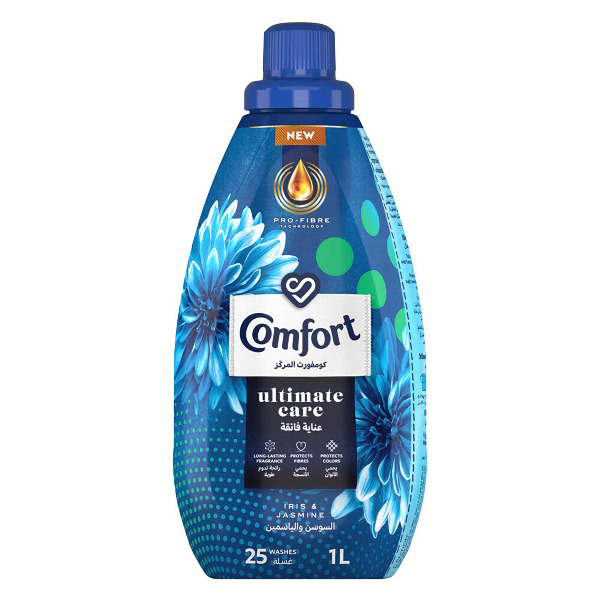 NEW
PRO-FIBRE
TECHNOLOGY
Comfort
كومفورت المركز
ultimate
care
عناية فائقة
LONG-LASTING PROTECTS PROTECTS
FRAGRANCE FIBRES COLORS
رائحة تدوم يحمي يحمي
طويلا الأنسجة الألوان
IRIS &
JASMINE
السوسن والياسمين
25 WASHES 1L
غسلة